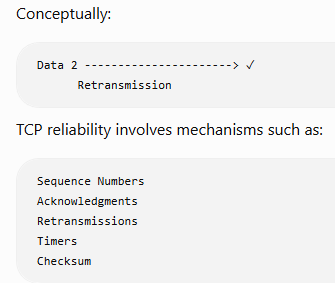 Conceptually:
Data 2 ----------------------> ✓
Retransmission
TCP reliability involves mechanisms such as:
Sequence Numbers
Acknowledgments
Retransmissions
Timers
Checksum